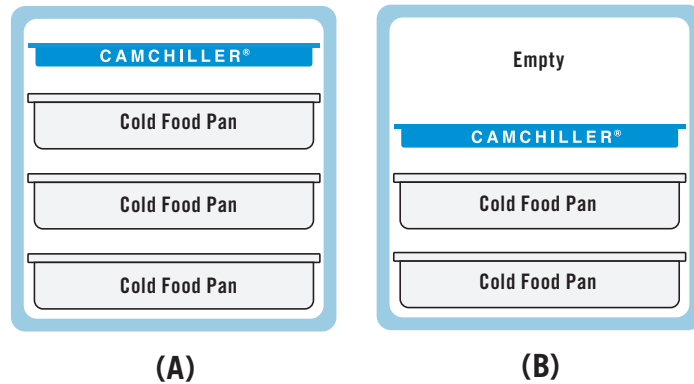 CAMCHILLER®
Cold Food Pan
Cold Food Pan
Cold Food Pan
(A)
Empty
CAMCHILLER®
Cold Food Pan
Cold Food Pan
(B)